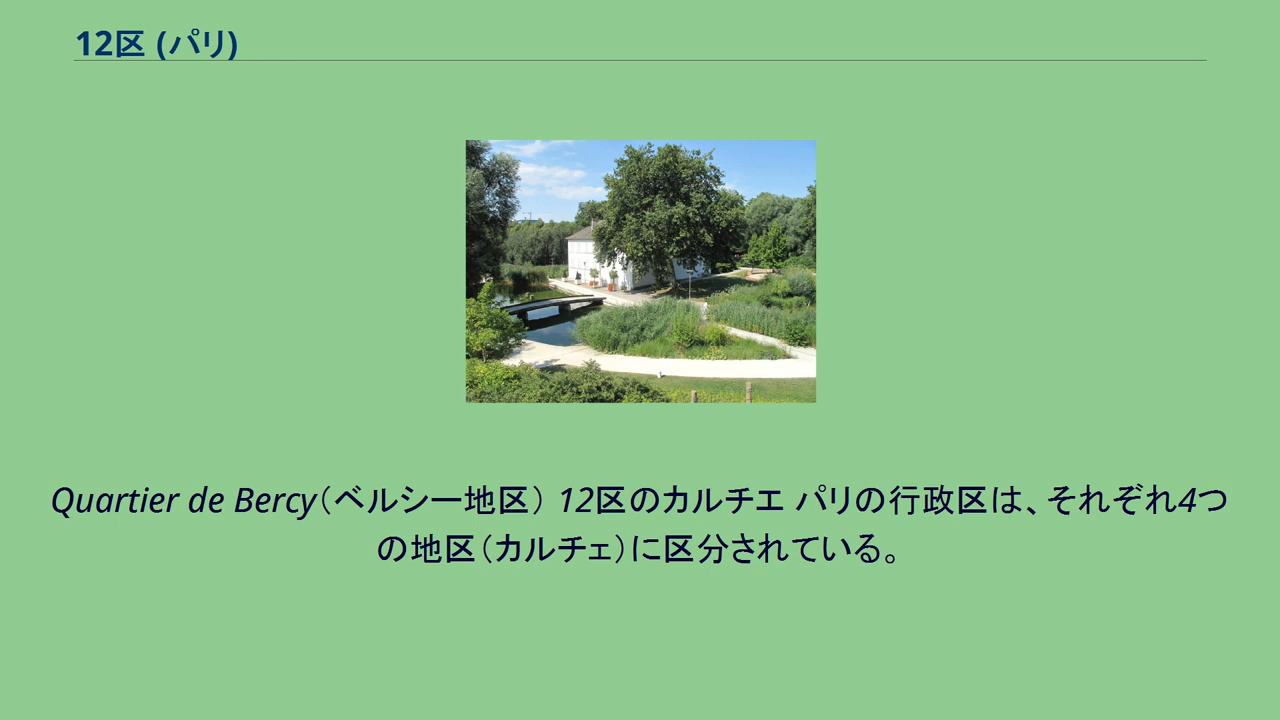 12区 (パリ)
Quartier de Bercy（ベルシー地区） 12区のカルチエ パリの行政区は、それぞれ4つ
の地区（カルチェ）に区分されている。